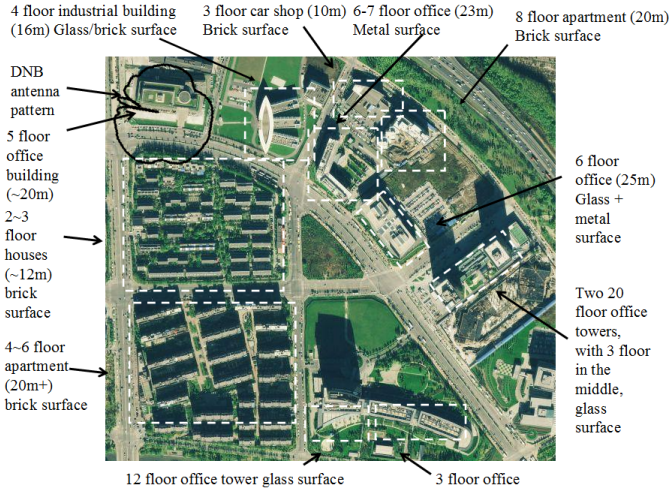 4 floor industrial building
(16m) Glass/brick surface
3 floor car shop (10m)
Brick surface
6-7 floor office (23m)
Metal surface
8 floor apartment (20m)
Brick surface
DNB
antenna
pattern
5 floor
office
building
(~20m)
2~3
floor
houses
(~12m)
brick
surface
4~6 floor
apartment
(20m+)
brick surface
6 floor
office (25m)
Glass +
metal
surface
Two 20
floor office
towers,
with 3 floor
in the
middle,
glass
surface
12 floor office tower glass surface
3 floor office